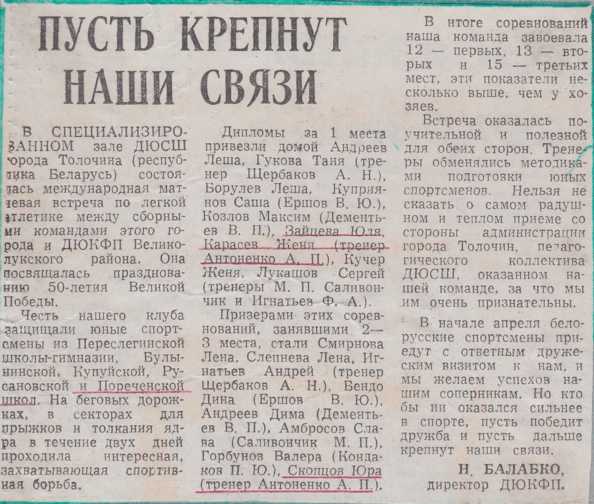 ПУСТЬ КРЕПНУТ
НАШИ СВЯЗИ
В СПЕЦИАЛИЗИРО-
ВАННОМ зале ДЮСШ
города Толочина (респуб-
лика Беларусь) состоя-
лась международная мат-
чевая встреча по легкой
атлетике между сборны-
ми командами этого го-
рода и ДЮКФП Велико-
лукского района. Она
посвящалась празднова-
нию 50-летия Великой
Победы.
Честь нашего клуба
защищали юные спорт-
смены из Переслегинской
школы-гимназии, Булы-
нинской, Купуйской, Ру-
сановской и Пореченской
школ. На беговых дорож-
ках, в секторах для
прыжков и толкания яд-
ра в течение двух дней
проходила интересная,
захватывающая спортив-
ная борьба.
Дипломы за 1 места
привезли домой Андреев
Леша, Гукова Таня (тре-
нер Щербаков А. Н.),
Борулев Леша, Куприя-
нов Саша (Ершов В. Ю.),
Козлов Максим (Дементь-
ев В. П.), Зайцева Юля,
Карасев Женя (тренер
Антоненко А. П.), Кучер
Женя, Лукашов Сергей
(тренеры М. П. Саливон-
чик и Игнатьев Ф. А.).
Призерами этих сорев-
нований, занявшими 2—
3 места, стали Смирнова
Лена. Слепнева Лена, Иг-
натьев Андрей (тренер
Щербаков А. Н.), Вендо
Дина (Ершов В. Ю.),
Андреев Дима (Дементь-
ев В. П.), Амбросов Сла-
ва (Саливончик М. П.),
Горбунов Валера (Конда-
ков П. Ю.), Скопцов Юра
(тренер Антоненко А. П.).
В итоге соревнований
наша команда завоевала
12 — первых, 13 — вто-
рых и 15 — третьих
мест, эти показатели не-
сколько выше, чем у хо-
зяев.
Встреча оказалась по-
учительной и полезной
для обеих сторон. Трене-
ры обменялись методика-
ми подготовки юных
спортсменов. Нельзя не
сказать о самом радуш-
ном и теплом приеме со
стороны администрации
города Толочин, педаго-
гического коллектива
ДЮСШ, оказанном на-
шей команде, за что мы
им очень признательны.
В начале апреля бело-
русские спортсмены при-
едут с ответным друже-
ским визитом к нам, и
мы желаем успехов на-
шим соперникам. Но кто
бы ни оказался сильнее
в спорте, пусть победит
дружба и пусть дальше
крепнут наши связи.
Н. БАЛАБКО,
директор ДЮКФП.